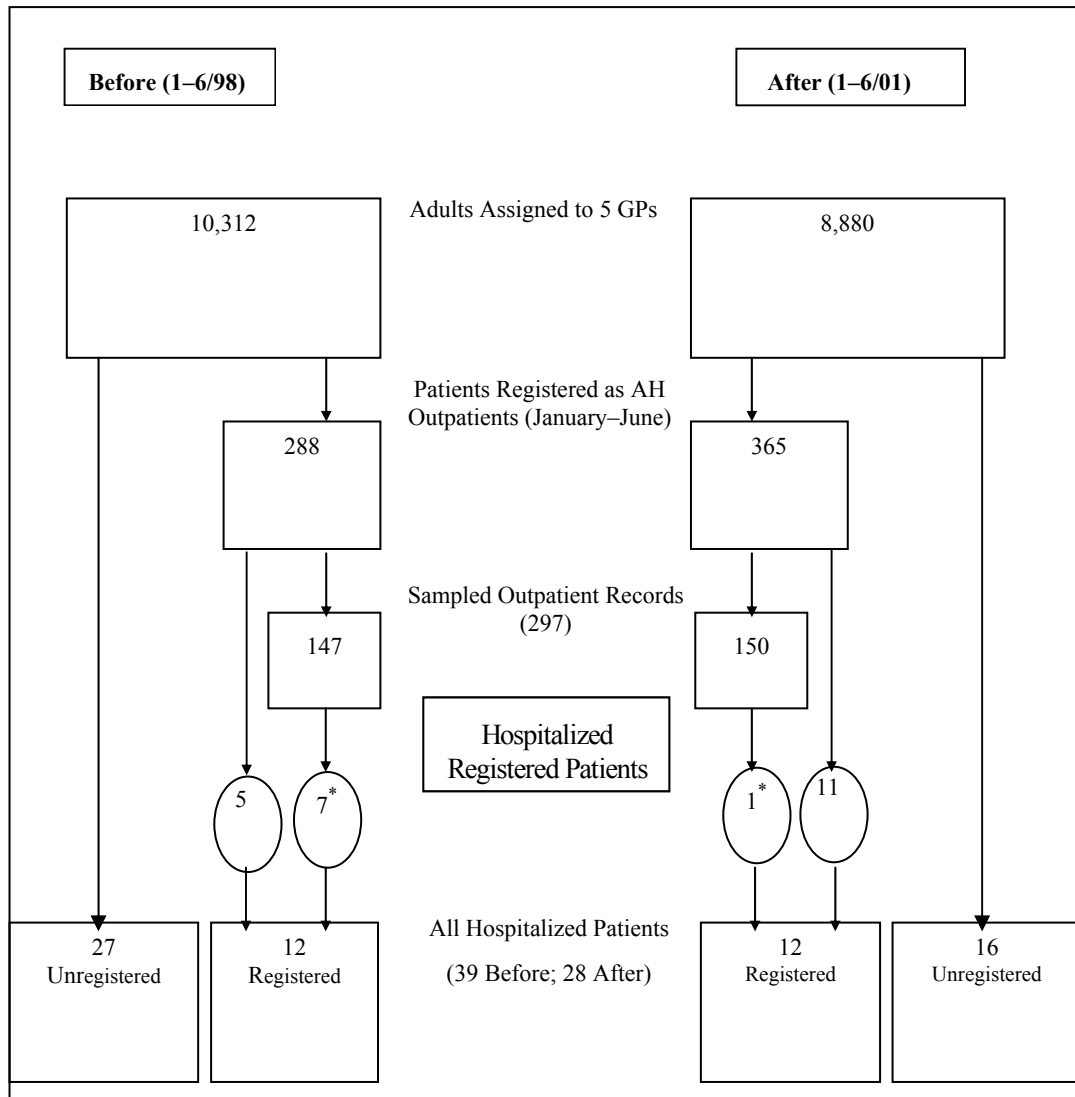 Before (1–6/98)
After (1–6/01)
Adults Assigned to 5 GPs
10,312
8,880
Patients Registered as AH
Outpatients (January–June)
288
365
Sampled Outpatient Records
(297)
147
150
Hospitalized
Registered Patients
5
7*
1*
11
All Hospitalized Patients
(39 Before; 28 After)
27
Unregistered
12
Registered
12
Registered
16
Unregistered